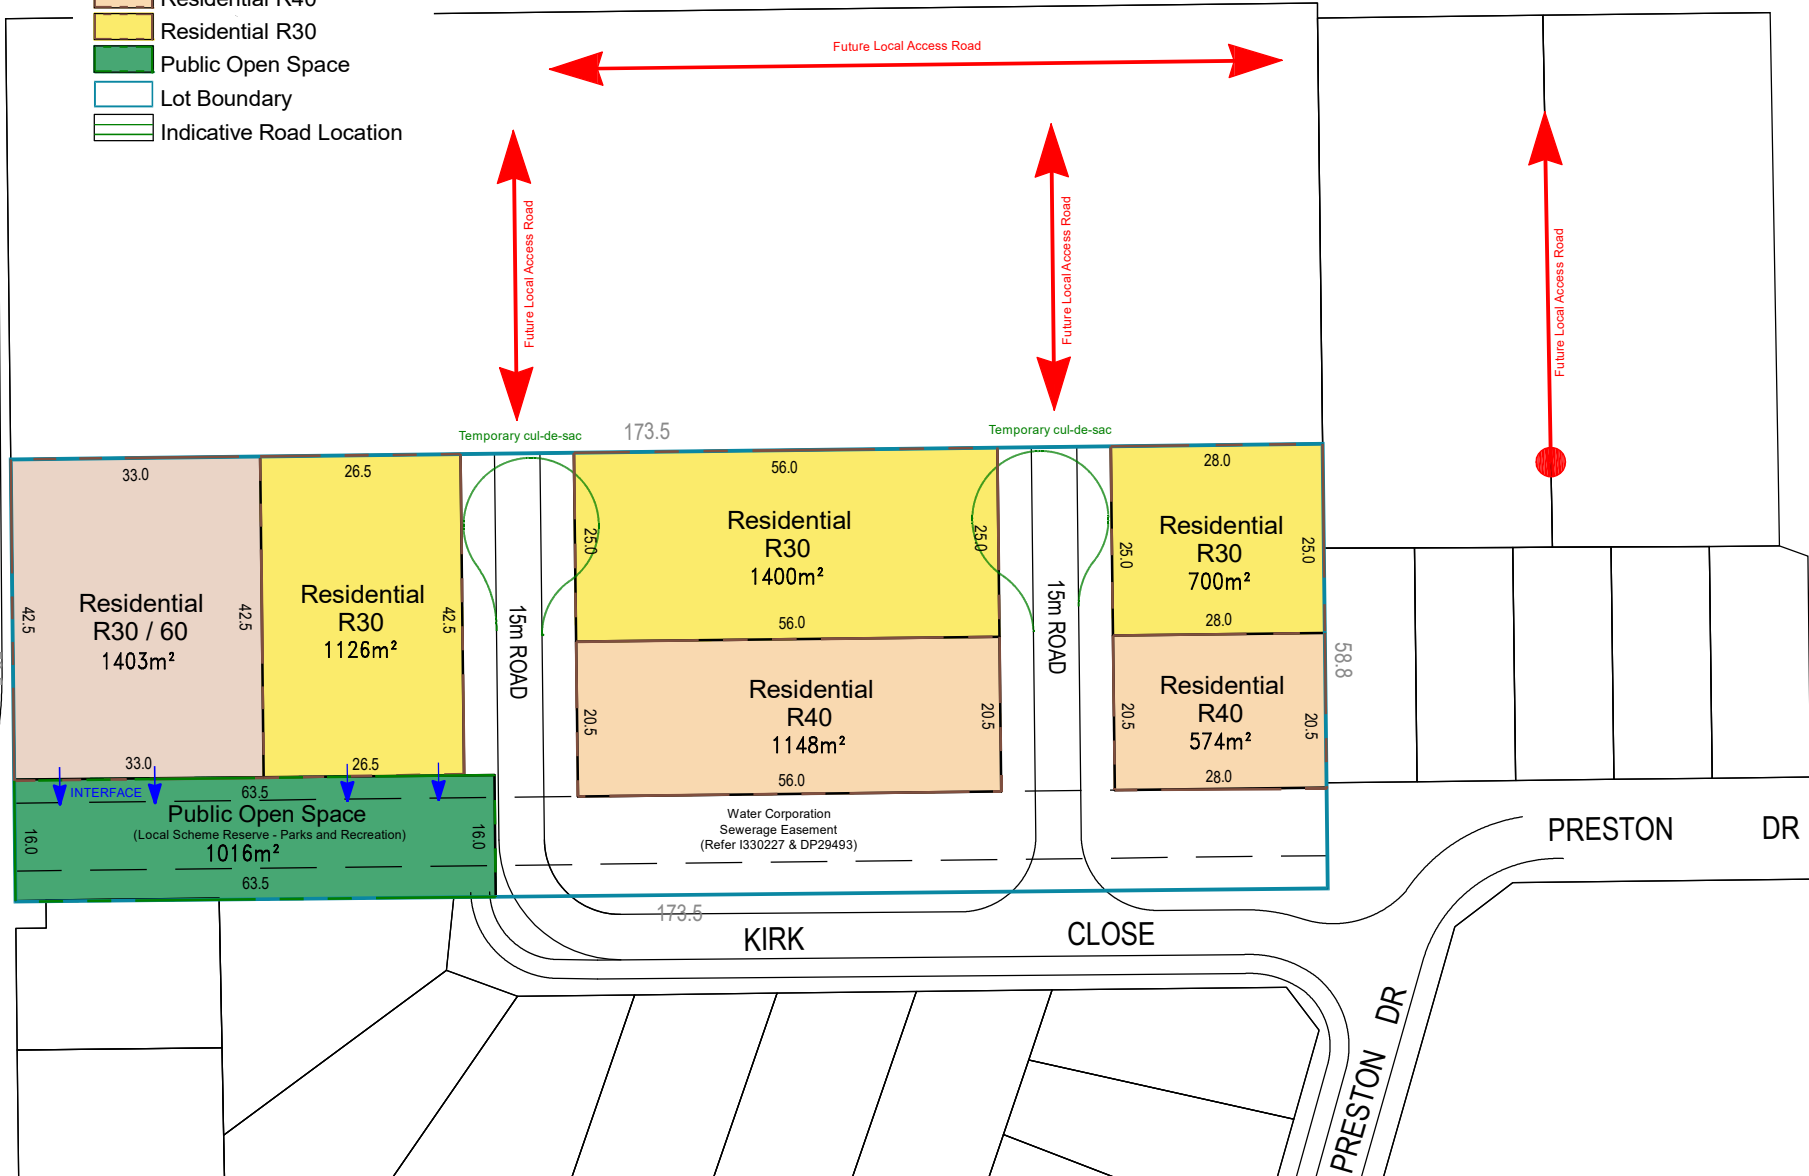 Residential R40
Residential R30
Public Open Space
Lot Boundary
Indicative Road Location
Future Local Access Road
Future Local Access Road
Future Local Access Road
Future Local Access Road
Temporary cul-de-sac
173.5
Temporary cul-de-sac
33.0
26.5
56.0
28.0
Residential
R30 / 60
1403m²
42.5
42.5
33.0
Residential
R30
1126m²
42.5
26.5
15m ROAD
Residential
R30
1400m²
25.0
25.0
56.0
15m ROAD
Residential
R30
700m²
25.0
25.0
28.0
Residential
R40
1148m²
20.5
20.5
56.0
Residential
R40
574m²
20.5
20.5
28.0
58.8
INTERFACE
63.5
Public Open Space
(Local Scheme Reserve - Parks and Recreation)
1016m²
16.0
16.0
63.5
Water Corporation
Sewerage Easement
(Refer I330227 & DP29493)
173.5
KIRK CLOSE
PRESTON DR
PRESTON DR